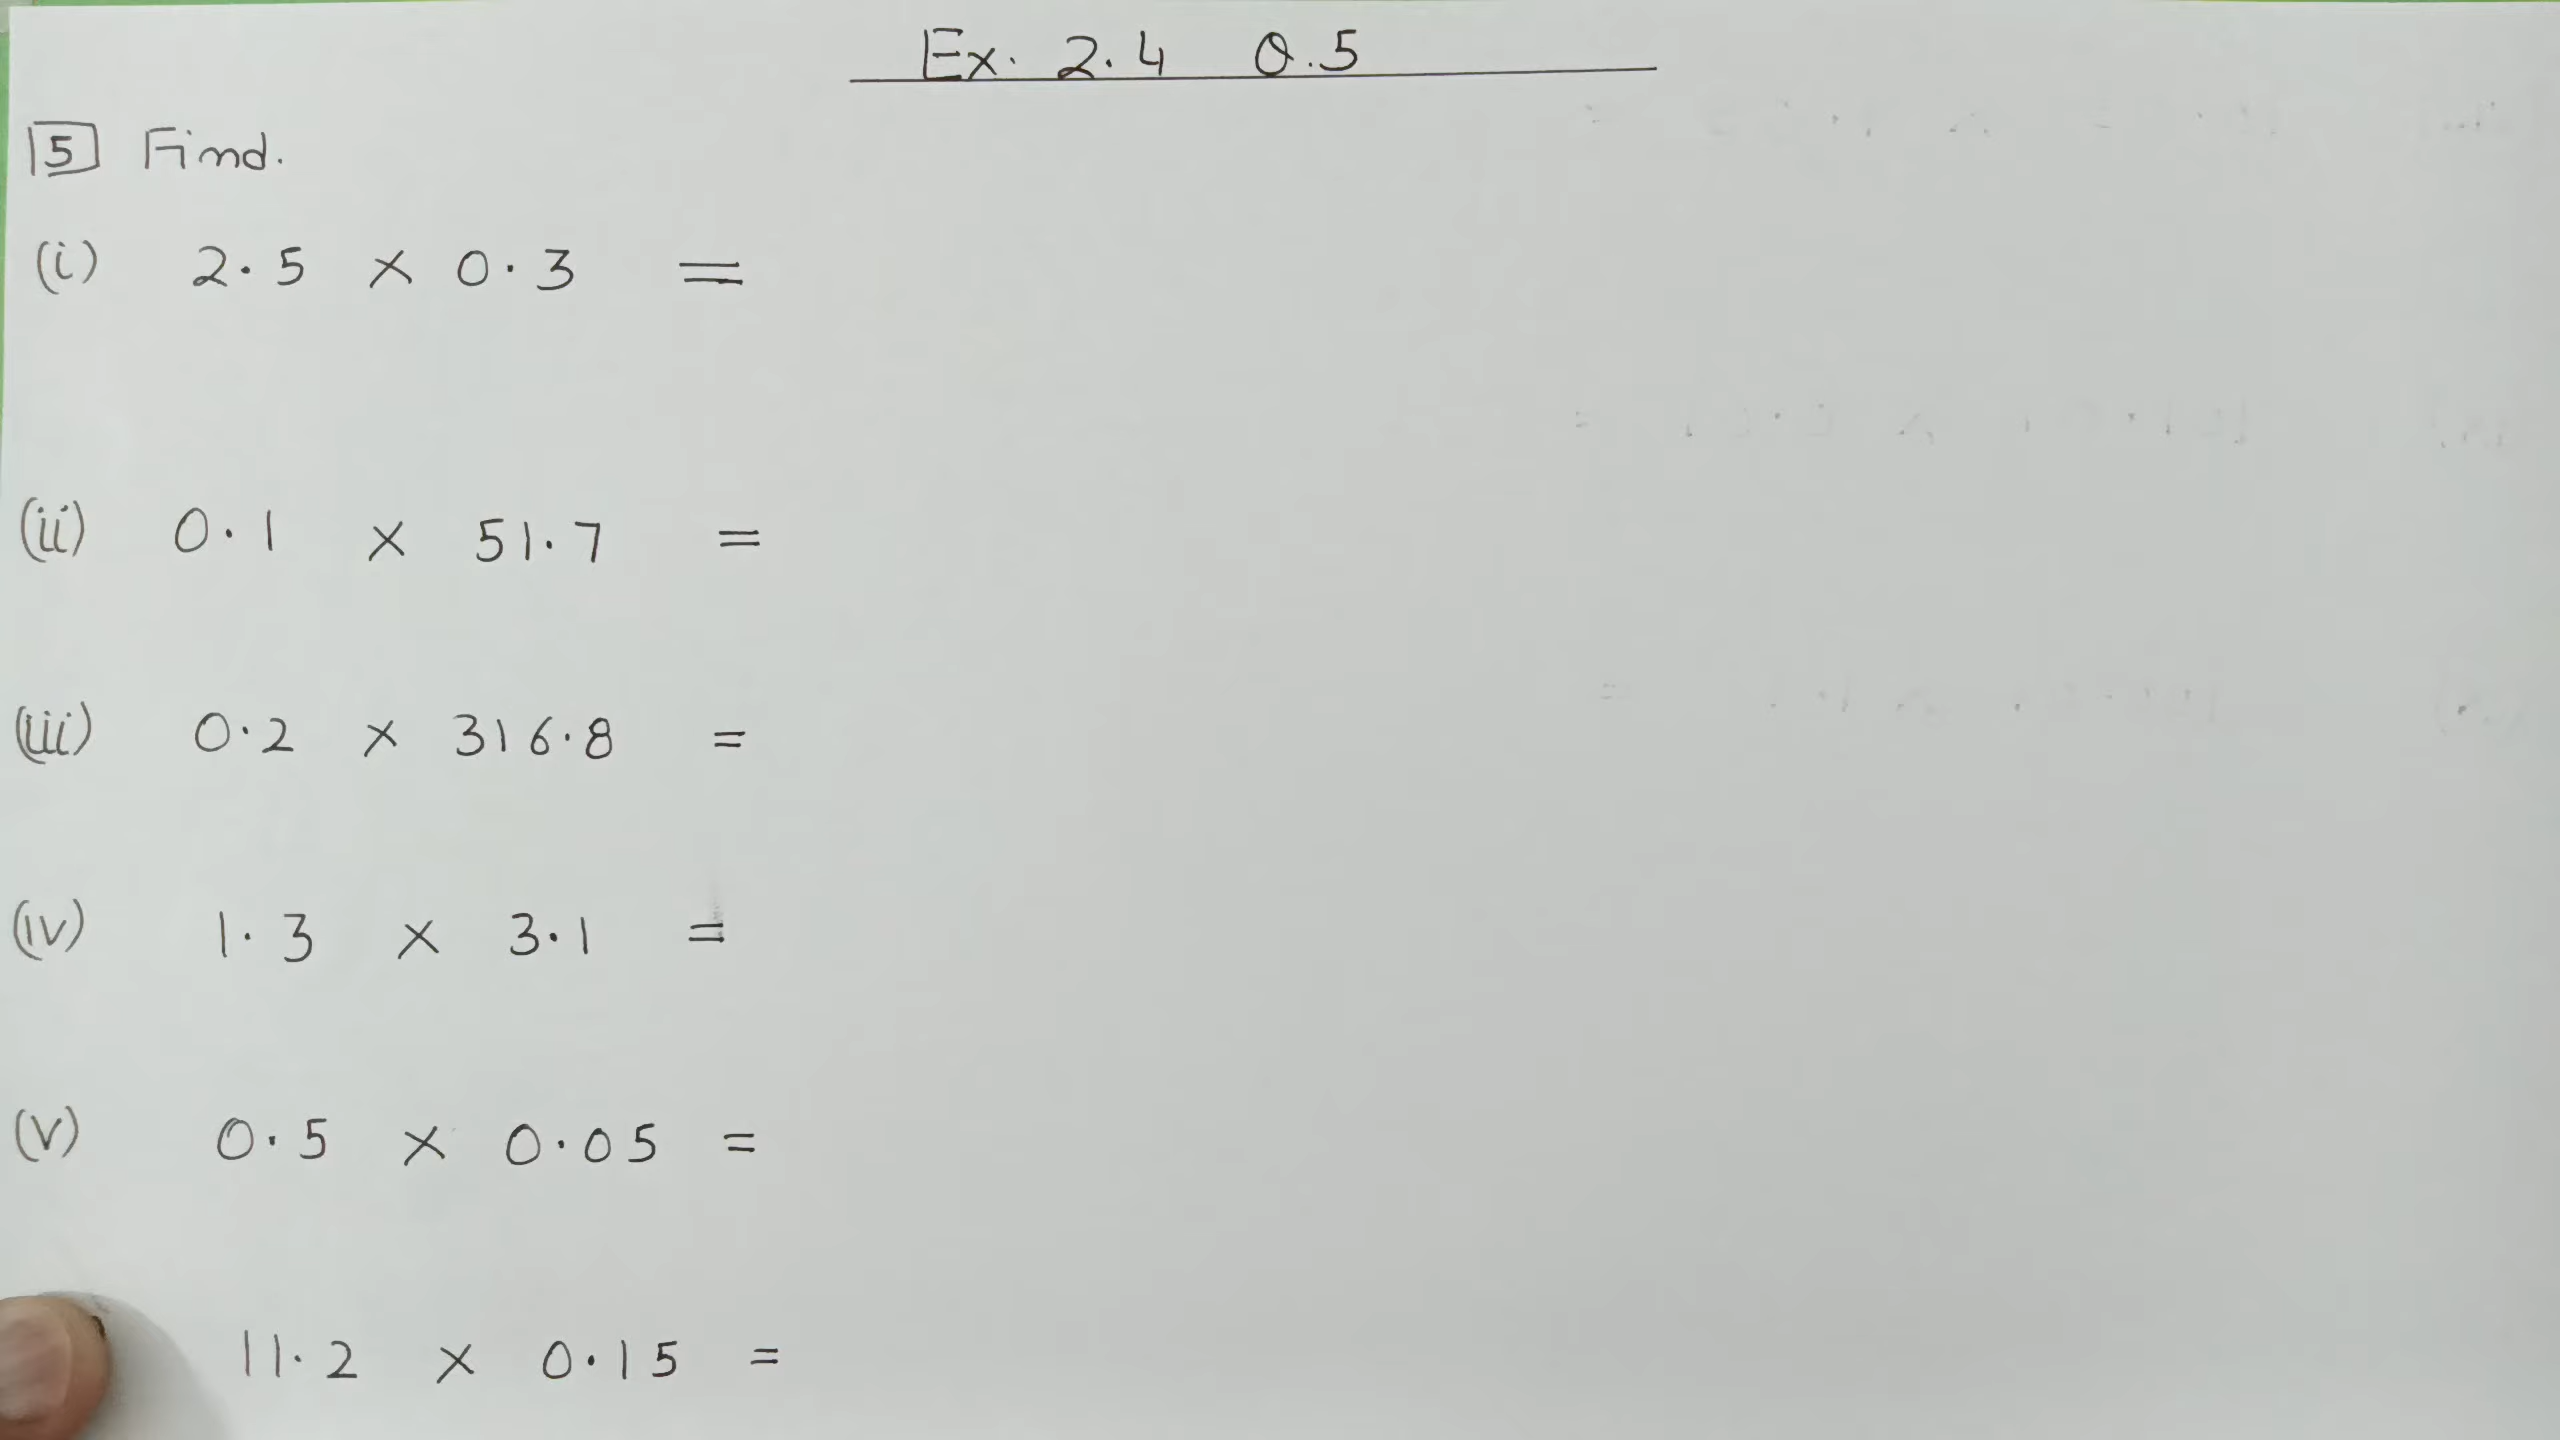 Ex. 2.4 Q.5
5 Find.
(i) 2.5 × 0.3 =
(ii) 0.1 × 51.7 =
(iii) 0.2 × 316.8 =
(iv) 1.3 × 3.1 =
(v) 0.5 × 0.05 =
11.2 × 0.15 =